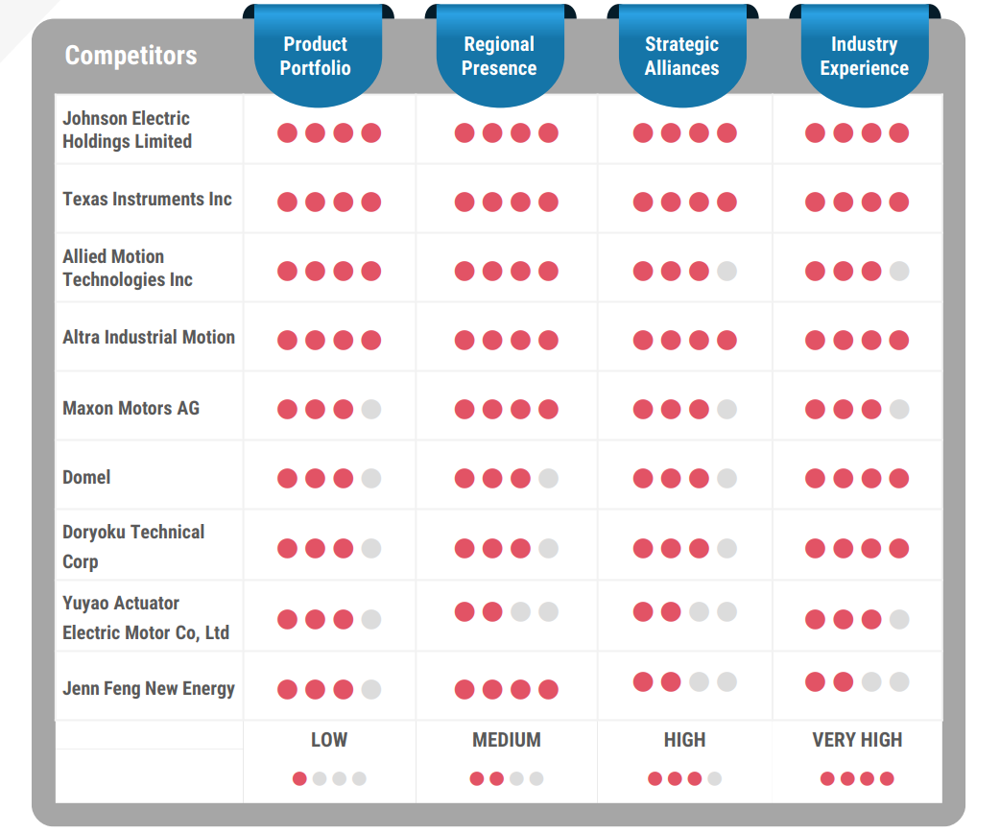 Competitors
Product
Portfolio
Regional
Presence
Strategic
Alliances
Industry
Experience
Johnson Electric
Holdings Limited
Texas Instruments Inc
Allied Motion
Technologies Inc
Altra Industrial Motion
Maxon Motors AG
Domel
Doryoku Technical
Corp
Yuyao Actuator
Electric Motor Co, Ltd
Jenn Feng New Energy
LOW
MEDIUM
HIGH
VERY HIGH